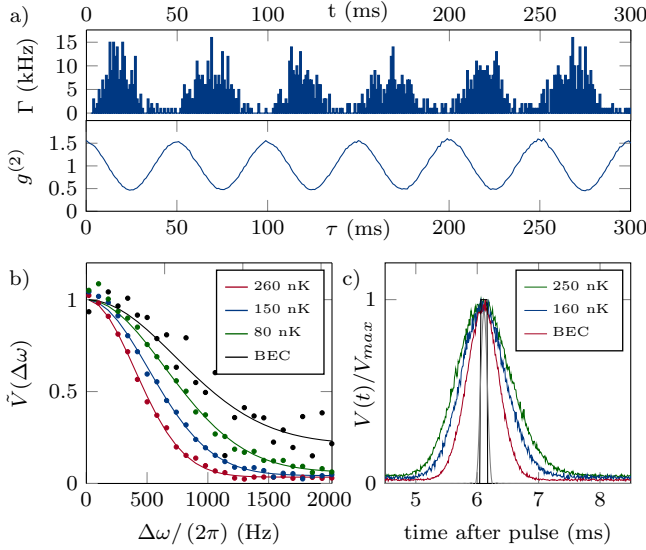 a)
t (ms)
0 50 100 150 200 250 300
15
10
5
0
Γ (kHz)
1.5
1
0.5
0
g(2)
0 50 100 150 200 250 300
τ (ms)
b)
260 nK
150 nK
80 nK
BEC
1
0.5
0
Ṽ(Δω)
0 500 1000 1500 2000
Δω/(2π) (Hz)
c)
250 nK
160 nK
BEC
1
0
V(t)/Vmax
5 6 7 8
time after pulse (ms)